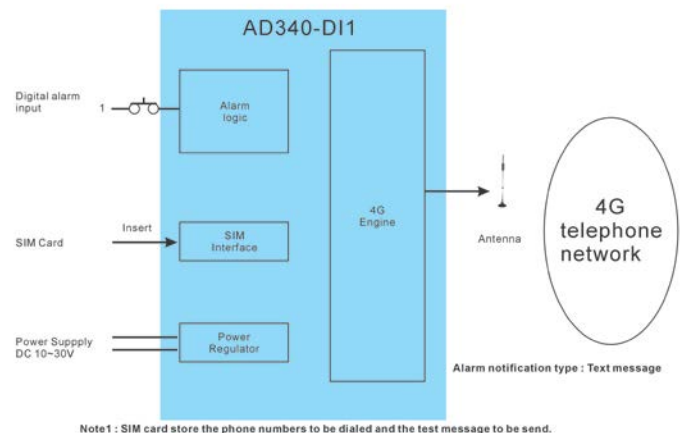 AD340-DI1
Digital alarm
input
1
Alarm
logic
4G
Engine
4G
telephone
network
Antenna
SIM Card
Insert
SIM
Interface
Power Suppply
DC 10~30V
Power
Regulator
Alarm notification type : Text message
Note1 : SIM card store the phone numbers to be dialed and the test message to be send.